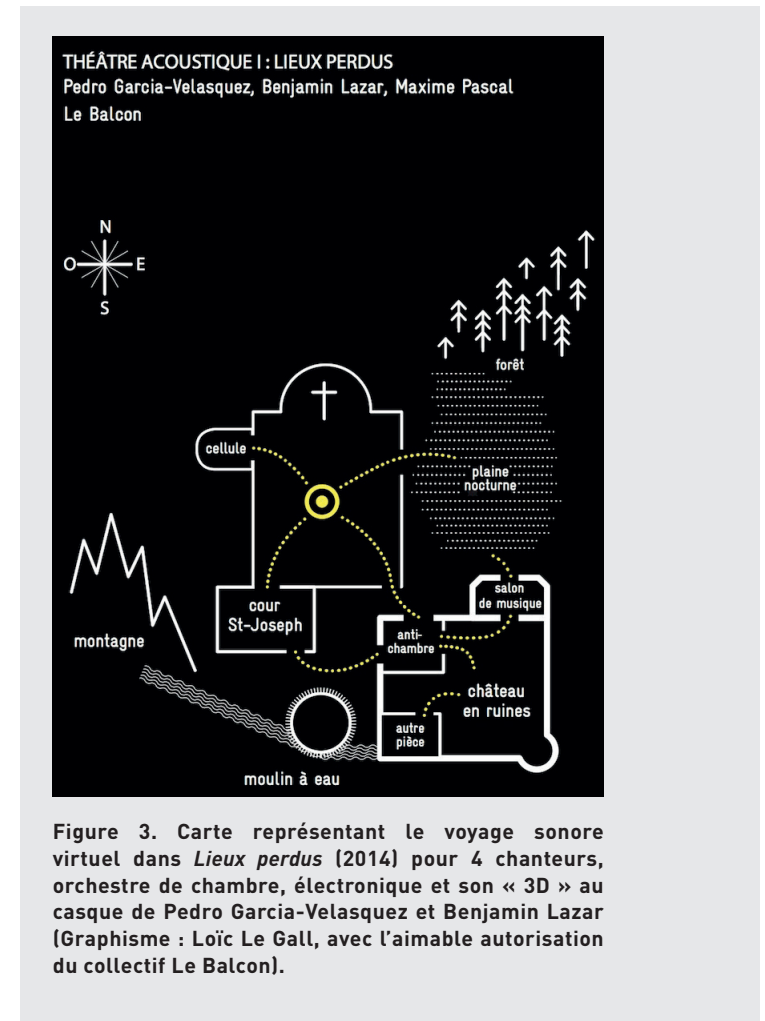 THÉÂTRE ACOUSTIQUE I : LIEUX PERDUS
Pedro Garcia-Velasquez, Benjamin Lazar, Maxime Pascal
Le Balcon
N
O
E
S
forêt
cellule
plaine
nocturne
salon
de musique
cour
St-Joseph
anti-
chambre
montagne
château
en ruines
autre
pièce
moulin à eau
Figure 3. Carte représentant le voyage sonore
virtuel dans Lieux perdus (2014) pour 4 chanteurs,
orchestre de chambre, électronique et son « 3D » au
casque de Pedro Garcia-Velasquez et Benjamin Lazar
(Graphisme : Loïc Le Gall, avec l’aimable autorisation
du collectif Le Balcon).